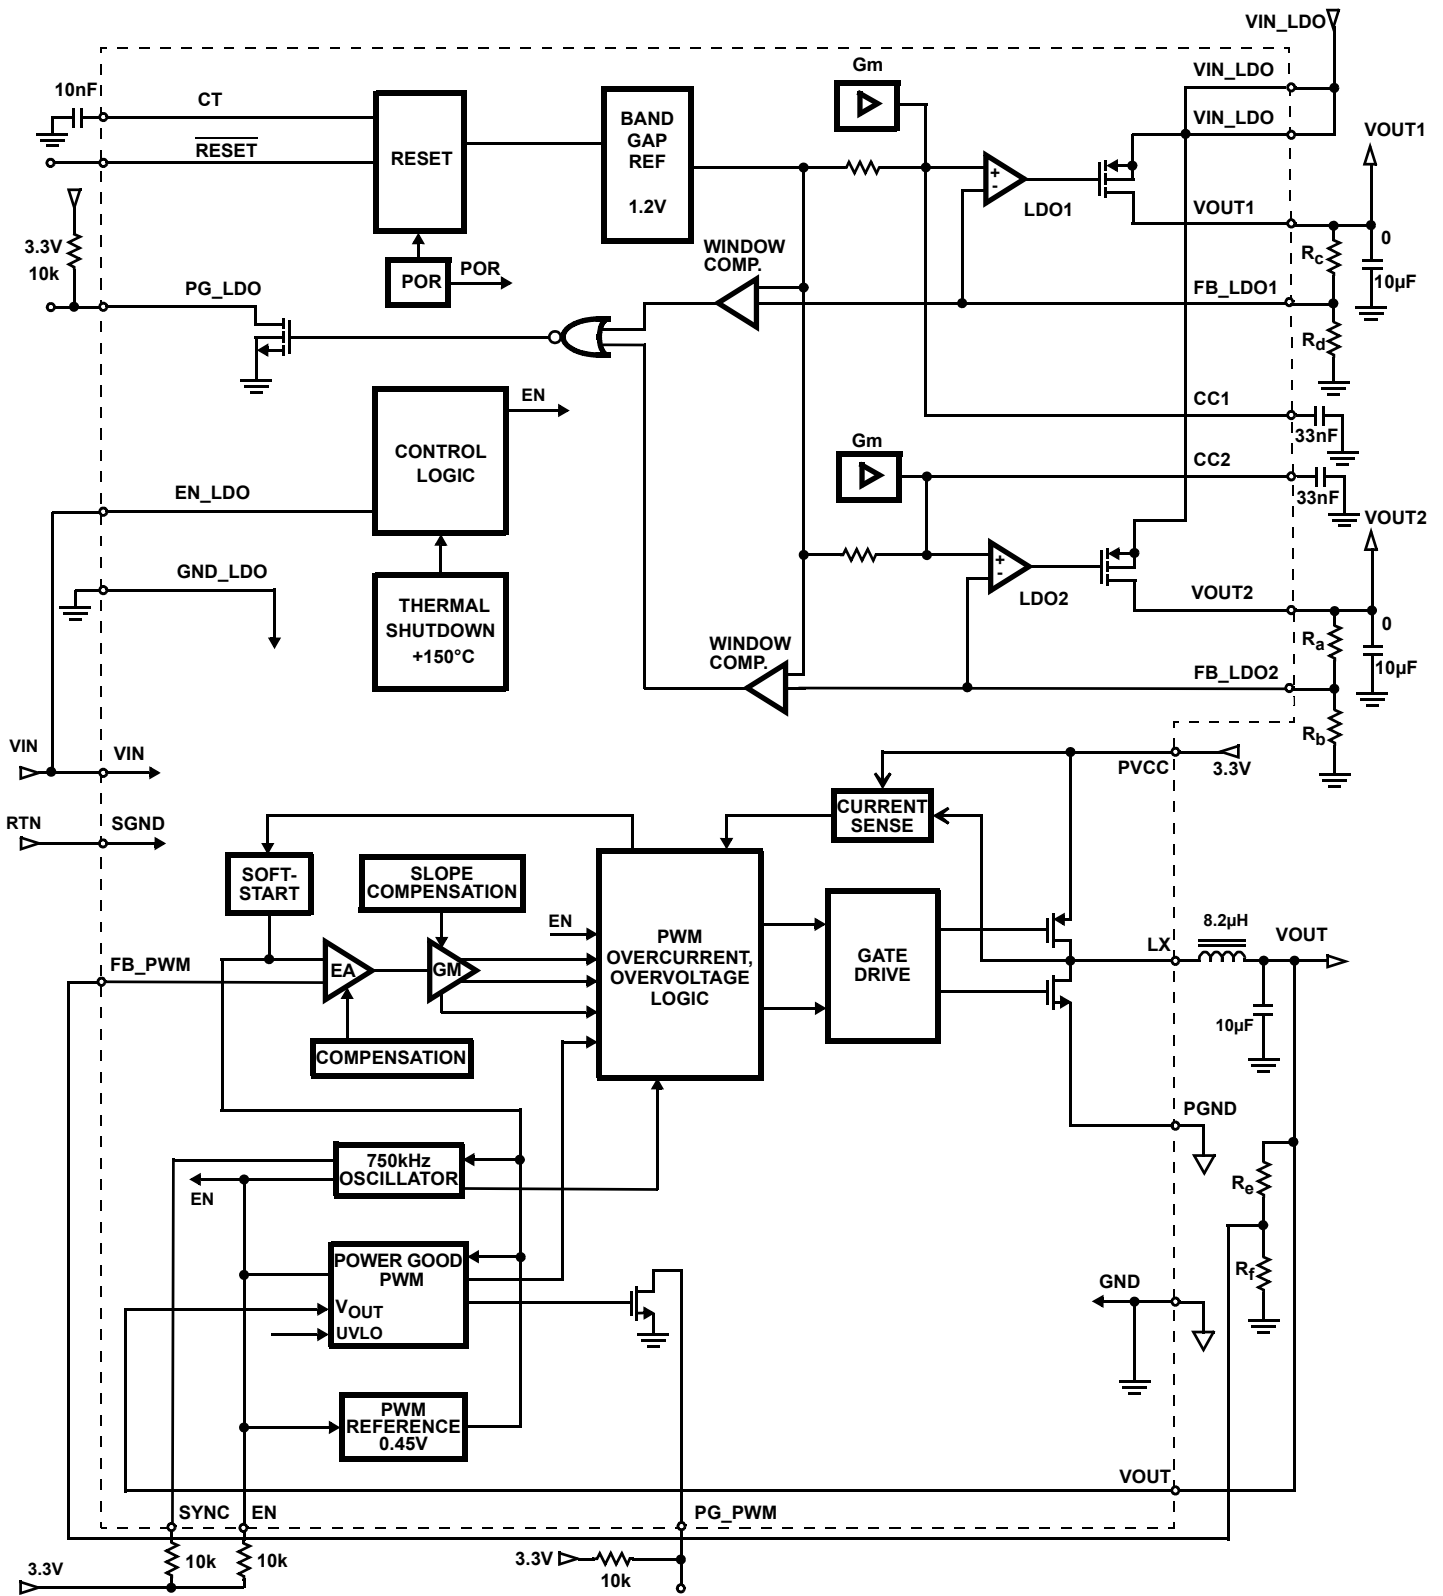 VIN_LDO
10nF
CT
Gm
VIN_LDO
RESET
RESET
BAND
GAP
REF
1.2V
VIN_LDO
VOUT1
+
-
LDO1
VOUT1
0
3.3V
10k
POR
POR
WINDOW
COMP.
Rc
10µF
PG_LDO
FB_LDO1
Rd
EN
CONTROL
LOGIC
CC1
33nF
Gm
CC2
33nF
EN_LDO
VOUT2
+
-
LDO2
GND_LDO
VOUT2
0
THERMAL
SHUTDOWN
+150°C
WINDOW
COMP.
Ra
10µF
FB_LDO2
Rb
VIN
VIN
PVCC
3.3V
RTN
SGND
CURRENT
SENSE
SOFT-
START
SLOPE
COMPENSATION
EN
PWM
OVERCURRENT,
OVERVOLTAGE
LOGIC
GATE
DRIVE
8.2µH
LX
VOUT
FB_PWM
EA
GM
10µF
COMPENSATION
PGND
750kHz
OSCILLATOR
EN
Re
POWER GOOD
PWM
VOUT
UVLO
GND
Rf
PWM
REFERENCE
0.45V
VOUT
SYNC
EN
PG_PWM
10k
10k
3.3V
10k
3.3V